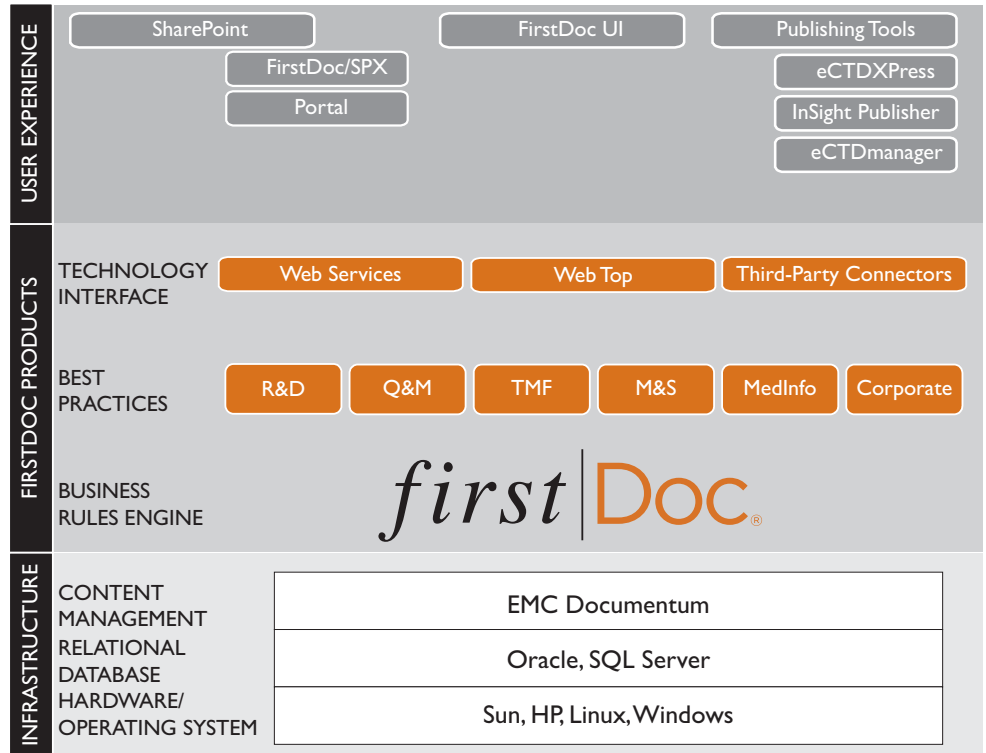 USER EXPERIENCE
SharePoint
FirstDoc UI
Publishing Tools
FirstDoc/SPX
eCTDXPress
Portal
InSight Publisher
eCTDmanager
FIRSTDOC PRODUCTS
TECHNOLOGY
INTERFACE
Web Services
Web Top
Third-Party Connectors
BEST
PRACTICES
R&D
Q&M
TMF
M&S
MedInfo
Corporate
BUSINESS
RULES ENGINE
first|Doc®
INFRASTRUCTURE
CONTENT
MANAGEMENT
EMC Documentum
RELATIONAL
DATABASE
Oracle, SQL Server
HARDWARE/
OPERATING SYSTEM
Sun, HP, Linux, Windows